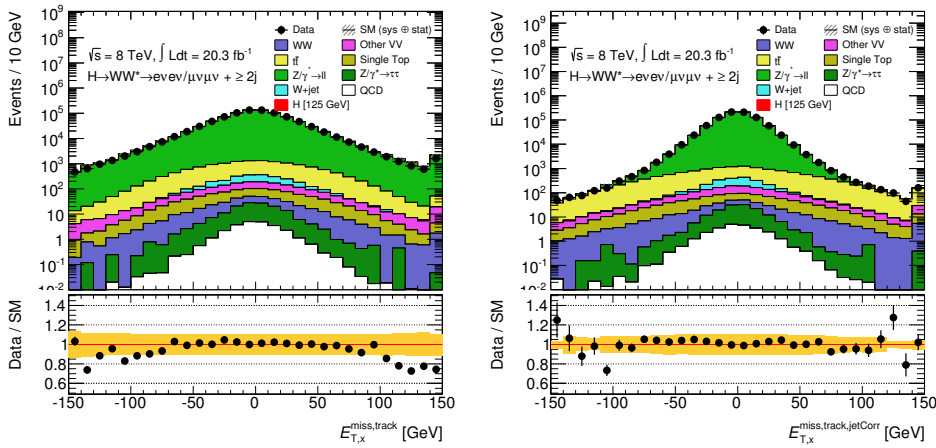 Events / 10 GeV
10⁹
10⁸
10⁷
10⁶
10⁵
10⁴
10³
10²
10
1
10⁻¹
10⁻²
√s = 8 TeV, ∫ Ldt = 20.3 fb⁻¹
H→WW*→eνeν/μνμν + ≥ 2j
Data
SM (sys ⊕ stat)
WW
Other VV
tt̄
Single Top
Z/γ*→ll
Z/γ*→ττ
W+jet
QCD
H [125 GeV]
Data / SM
1.4
1.2
1
0.8
0.6
-150 -100 -50 0 50 100 150
E_T,x^miss,track [GeV]
Events / 10 GeV
10⁹
10⁸
10⁷
10⁶
10⁵
10⁴
10³
10²
10
1
10⁻¹
10⁻²
√s = 8 TeV, ∫ Ldt = 20.3 fb⁻¹
H→WW*→eνeν/μνμν + ≥ 2j
Data
SM (sys ⊕ stat)
WW
Other VV
tt̄
Single Top
Z/γ*→ll
Z/γ*→ττ
W+jet
QCD
H [125 GeV]
Data / SM
1.4
1.2
1
0.8
0.6
-150 -100 -50 0 50 100 150
E_T,x^miss,track,jetCorr [GeV]